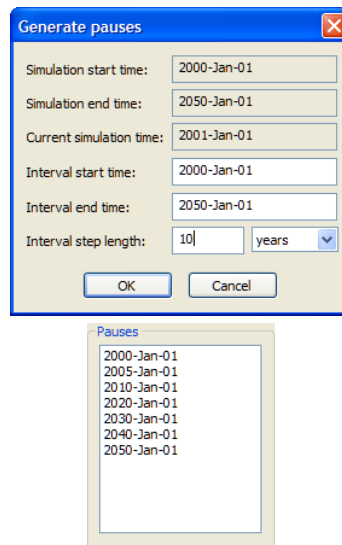 Generate pauses
Simulation start time: 2000-Jan-01
Simulation end time: 2050-Jan-01
Current simulation time: 2001-Jan-01
Interval start time: 2000-Jan-01
Interval end time: 2050-Jan-01
Interval step length: 10 years
OK Cancel
Pauses
2000-Jan-01
2005-Jan-01
2010-Jan-01
2020-Jan-01
2030-Jan-01
2040-Jan-01
2050-Jan-01